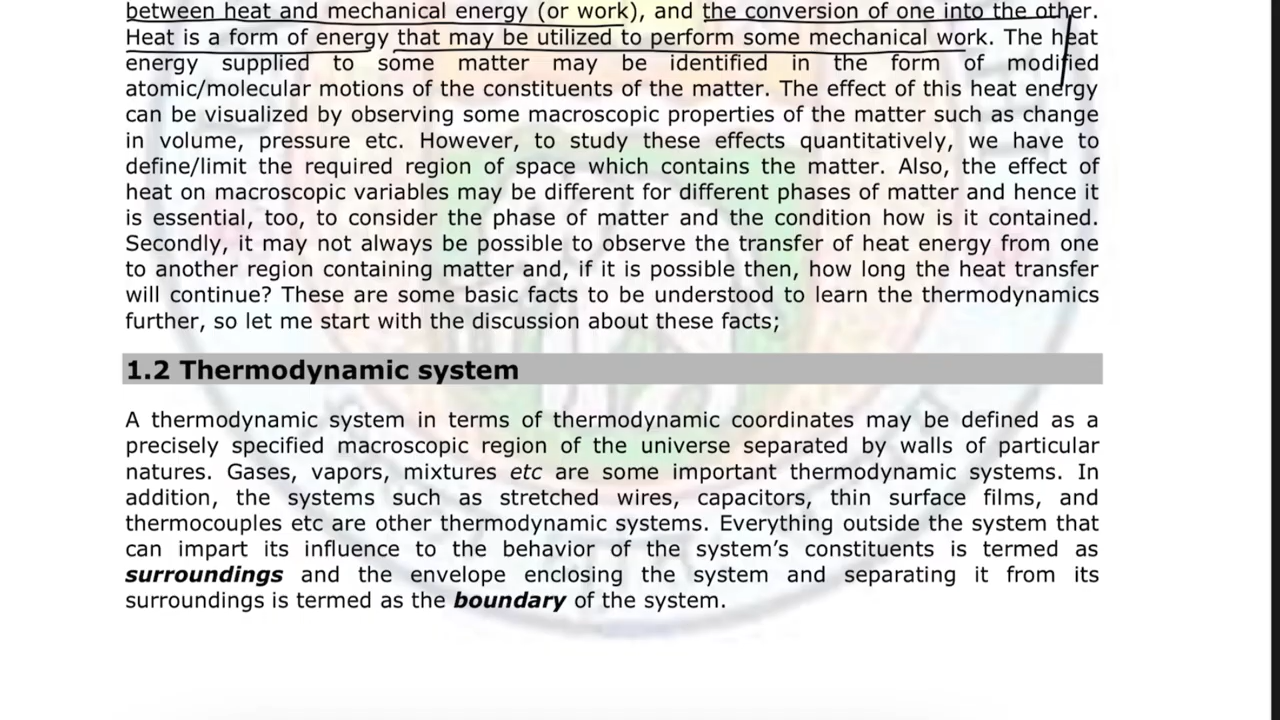 between heat and mechanical energy (or work), and the conversion of one into the other.
Heat is a form of energy that may be utilized to perform some mechanical work. The heat
energy supplied to some matter may be identified in the form of modified
atomic/molecular motions of the constituents of the matter. The effect of this heat energy
can be visualized by observing some macroscopic properties of the matter such as change
in volume, pressure etc. However, to study these effects quantitatively, we have to
define/limit the required region of space which contains the matter. Also, the effect of
heat on macroscopic variables may be different for different phases of matter and hence it
is essential, too, to consider the phase of matter and the condition how is it contained.
Secondly, it may not always be possible to observe the transfer of heat energy from one
to another region containing matter and, if it is possible then, how long the heat transfer
will continue? These are some basic facts to be understood to learn the thermodynamics
further, so let me start with the discussion about these facts;
1.2 Thermodynamic system
A thermodynamic system in terms of thermodynamic coordinates may be defined as a
precisely specified macroscopic region of the universe separated by walls of particular
natures. Gases, vapors, mixtures etc are some important thermodynamic systems. In
addition, the systems such as stretched wires, capacitors, thin surface films, and
thermocouples etc are other thermodynamic systems. Everything outside the system that
can impart its influence to the behavior of the system's constituents is termed as
surroundings and the envelope enclosing the system and separating it from its
surroundings is termed as the boundary of the system.